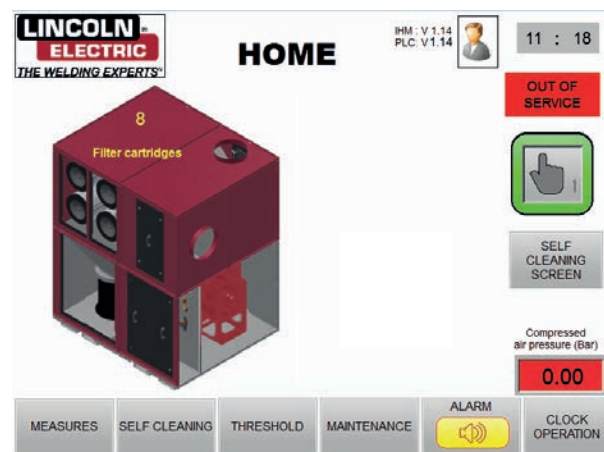 LINCOLN
ELECTRIC
THE WELDING EXPERTS
HOME
IHM : V 1.14
PLC: V 1.14
11 : 18
OUT OF
SERVICE
8
Filter cartridges
1
SELF
CLEANING
SCREEN
Compressed
air pressure (Bar)
0.00
MEASURES
SELF CLEANING
THRESHOLD
MAINTENANCE
ALARM
CLOCK
OPERATION